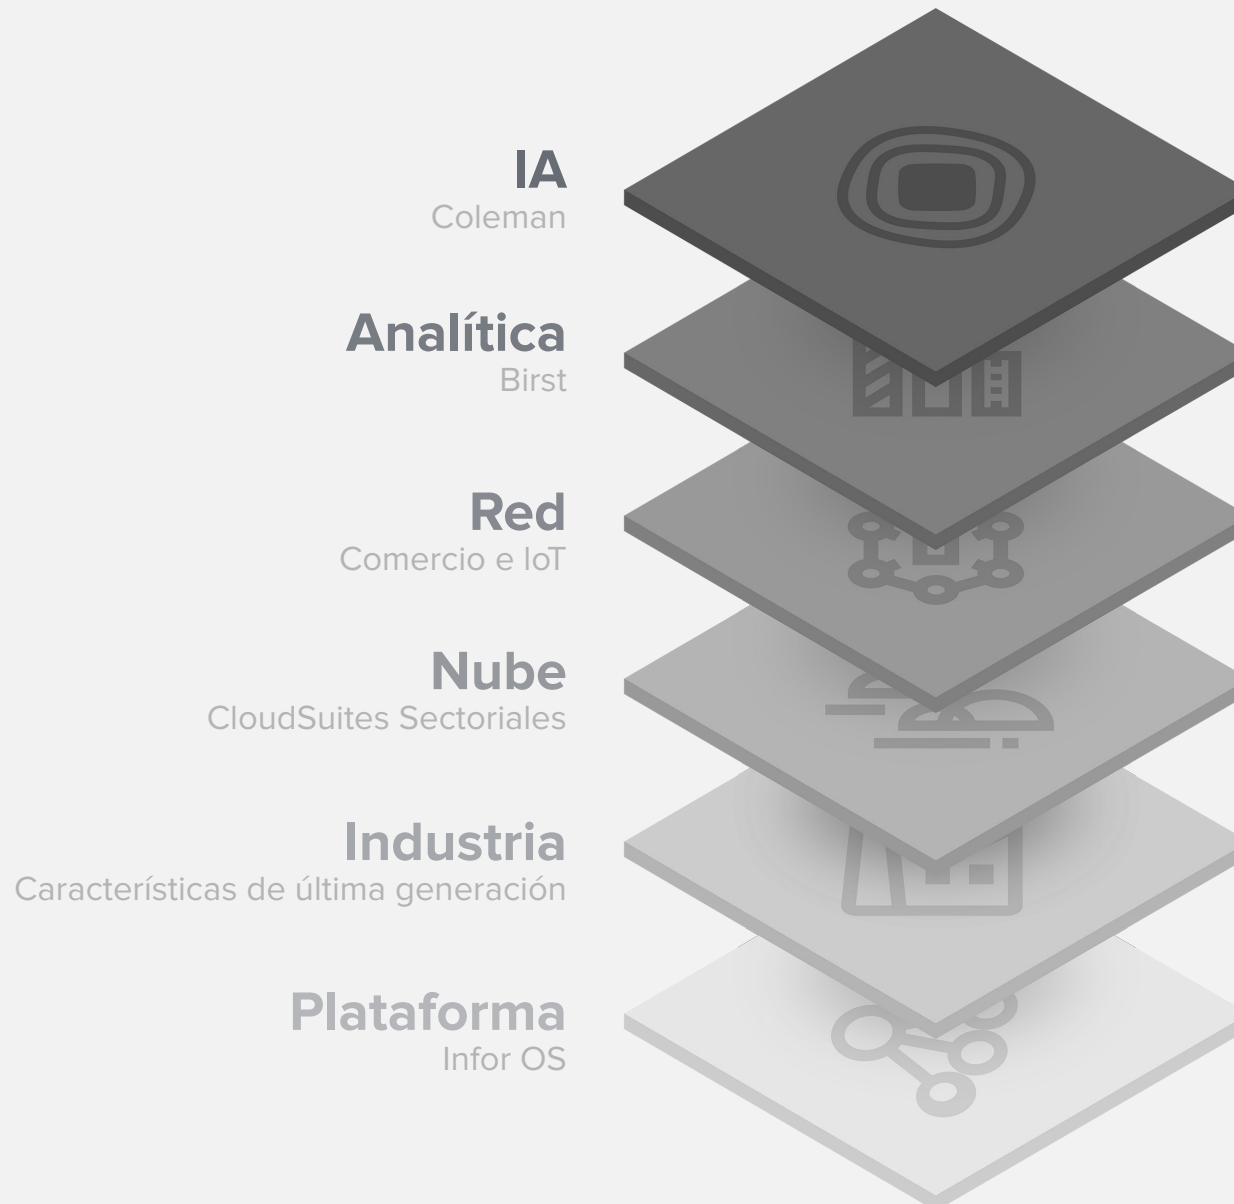 IA
Coleman
Analítica
Birst
Red
Comercio e IoT
Nube
CloudSuites Sectoriales
Industria
Características de última generación
Plataforma
Infor OS